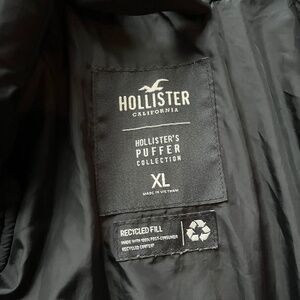 HOLLISTER
CALIFORNIA
HOLLISTER'S
PUFFER
COLLECTION
XL
MADE IN VIETNAM
RECYCLED FILL
MADE WITH 100% POST-CONSUMER
RECYCLED CONTENT